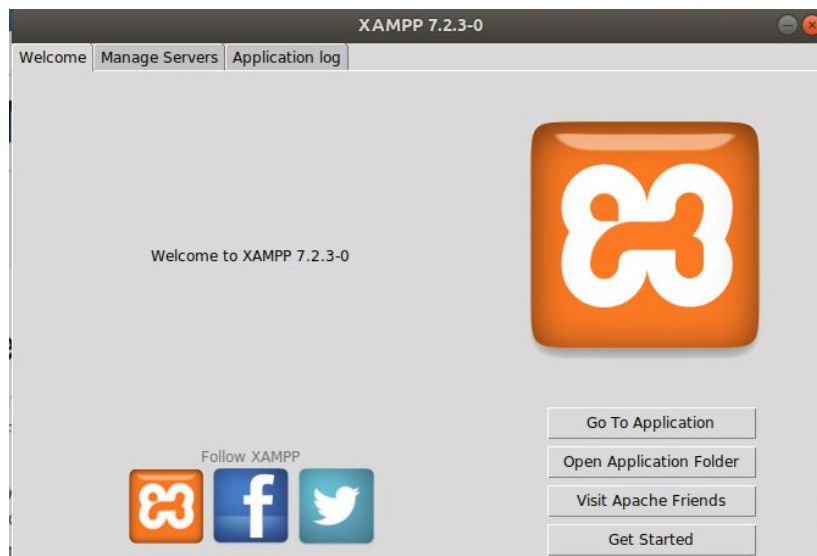 XAMPP 7.2.3-0
Welcome Manage Servers Application log
Welcome to XAMPP 7.2.3-0
Go To Application
Follow XAMPP
Open Application Folder
Visit Apache Friends
Get Started